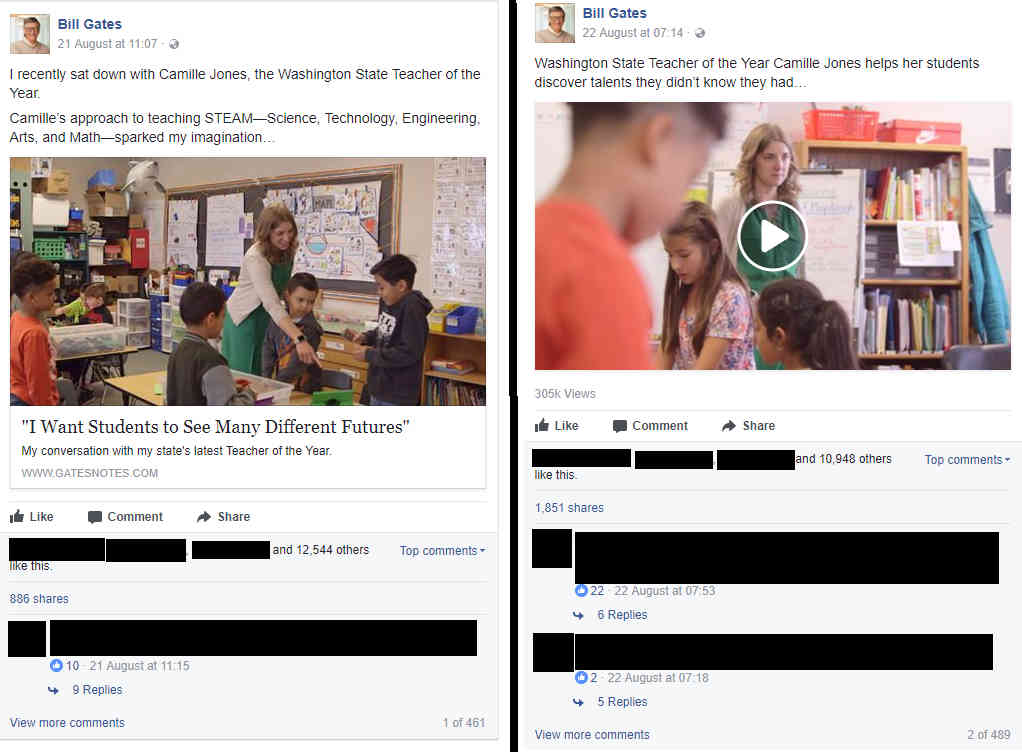 Bill Gates
21 August at 11:07 ·
I recently sat down with Camille Jones, the Washington State Teacher of the
Year.
Camille's approach to teaching STEAM—Science, Technology, Engineering,
Arts, and Math—sparked my imagination…
"I Want Students to See Many Different Futures"
My conversation with my state's latest Teacher of the Year.
WWW.GATESNOTES.COM
Like Comment Share
, and 12,544 others
like this.
Top comments
886 shares
10 · 21 August at 11:15
9 Replies
View more comments
1 of 461
Bill Gates
22 August at 07:14 ·
Washington State Teacher of the Year Camille Jones helps her students
discover talents they didn't know they had…
305k Views
Like Comment Share
, and 10,948 others
like this.
Top comments
1,851 shares
22 · 22 August at 07:53
6 Replies
2 · 22 August at 07:18
5 Replies
View more comments
2 of 489